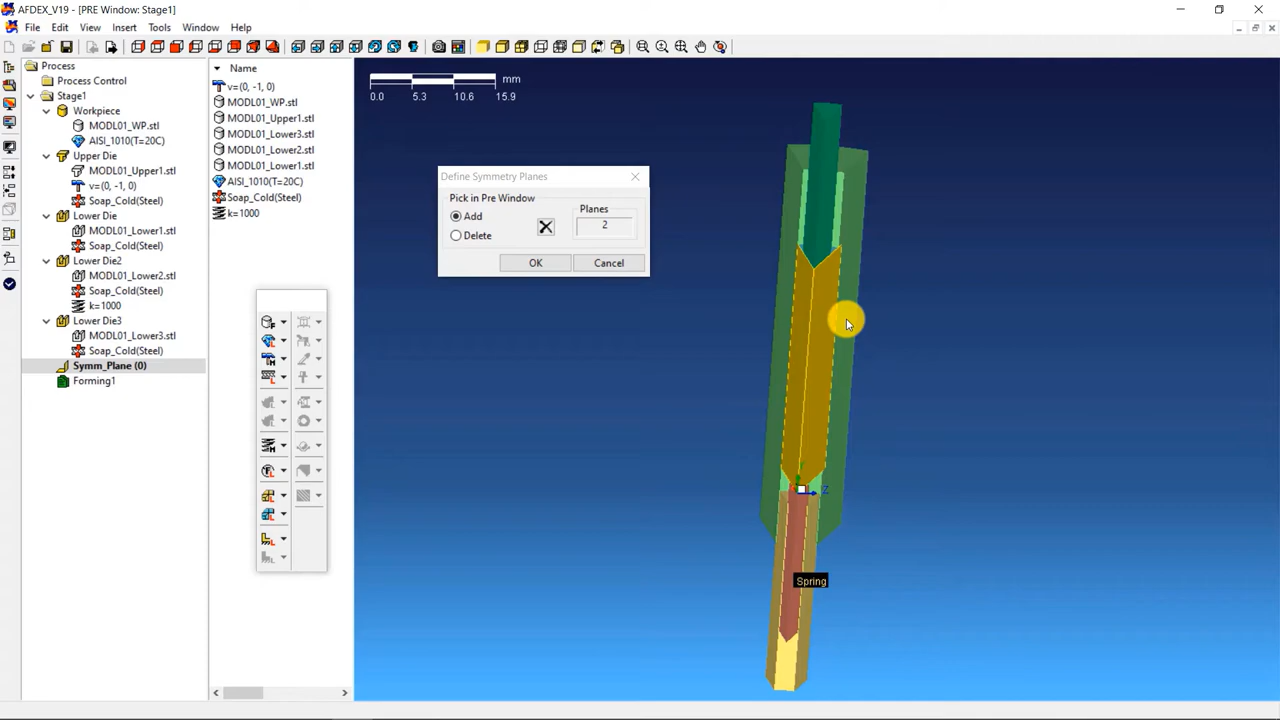 AFDEX_V19 - [PRE Window: Stage1]
File Edit View Insert Tools Window Help
Process
Process Control
Stage1
Workpiece
MODL01_WP.stl
AISI_1010(T=20C)
Upper Die
MODL01_Upper1.stl
v=(0, -1, 0)
Soap_Cold(Steel)
Lower Die
MODL01_Lower1.stl
Soap_Cold(Steel)
Lower Die2
MODL01_Lower2.stl
Soap_Cold(Steel)
k=1000
Lower Die3
MODL01_Lower3.stl
Soap_Cold(Steel)
Symm_Plane (0)
Forming1
Name
v=(0, -1, 0)
MODL01_WP.stl
MODL01_Upper1.stl
MODL01_Lower3.stl
MODL01_Lower2.stl
MODL01_Lower1.stl
AISI_1010(T=20C)
Soap_Cold(Steel)
k=1000
mm
0.0 5.3 10.6 15.9
Define Symmetry Planes
Pick in Pre Window
Add
Delete
Planes
2
OK Cancel
Z
Spring